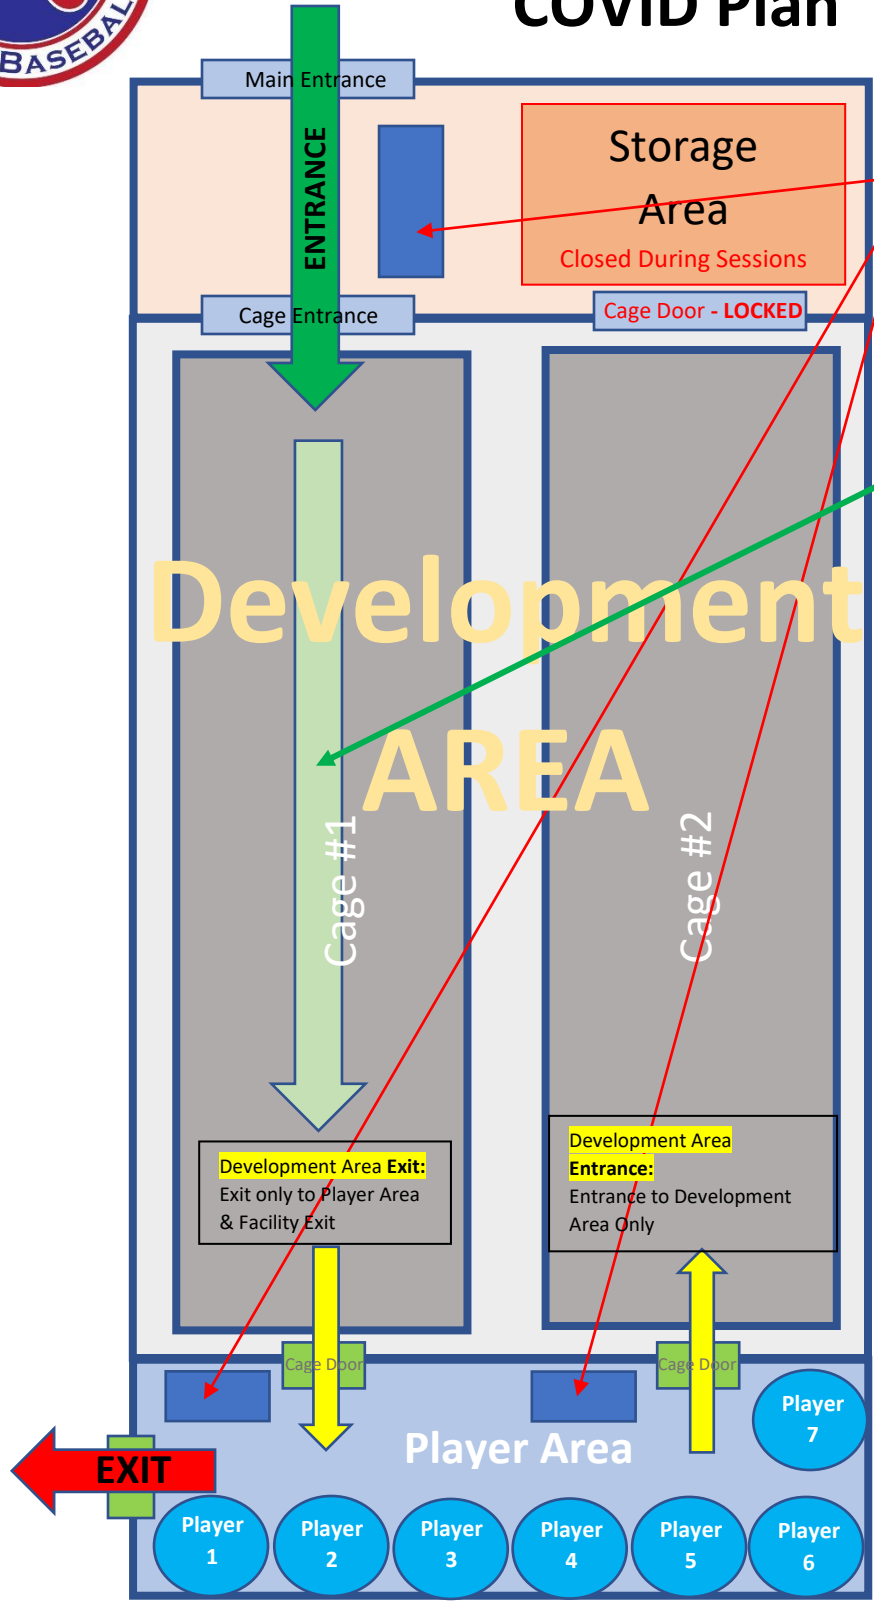 COVID Plan
BASEBAL
Main Entrance
ENTRANCE
Storage
Area
Closed During Sessions
Cage Entrance
Cage Door - LOCKED
Development
AREA
Cage #1
Cage #2
Development Area Exit:
Exit only to Player Area
& Facility Exit
Development Area
Entrance:
Entrance to Development
Area Only
Cage Door
Cage Door
Player
7
Player Area
EXIT
Player
1
Player
2
Player
3
Player
4
Player
5
Player
6